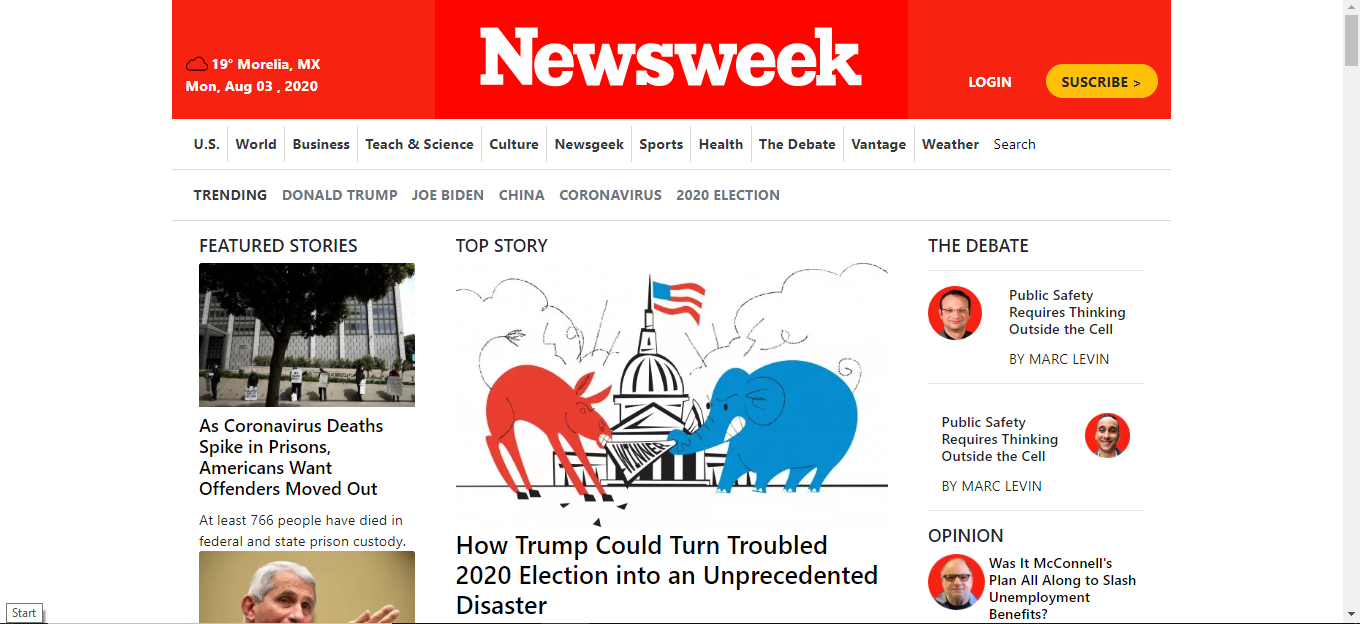 Newsweek
19° Morelia, MX
Mon, Aug 03 , 2020
LOGIN
SUSCRIBE >
U.S. World Business Teach & Science Culture Newsgeek Sports Health The Debate Vantage Weather Search
TRENDING DONALD TRUMP JOE BIDEN CHINA CORONAVIRUS 2020 ELECTION
FEATURED STORIES
As Coronavirus Deaths
Spike in Prisons,
Americans Want
Offenders Moved Out
At least 766 people have died in
federal and state prison custody.
TOP STORY
WINNER
How Trump Could Turn Troubled
2020 Election into an Unprecedented
Disaster
THE DEBATE
Public Safety
Requires Thinking
Outside the Cell
BY MARC LEVIN
Public Safety
Requires Thinking
Outside the Cell
BY MARC LEVIN
OPINION
Was It McConnell's
Plan All Along to Slash
Unemployment
Benefits?
Start